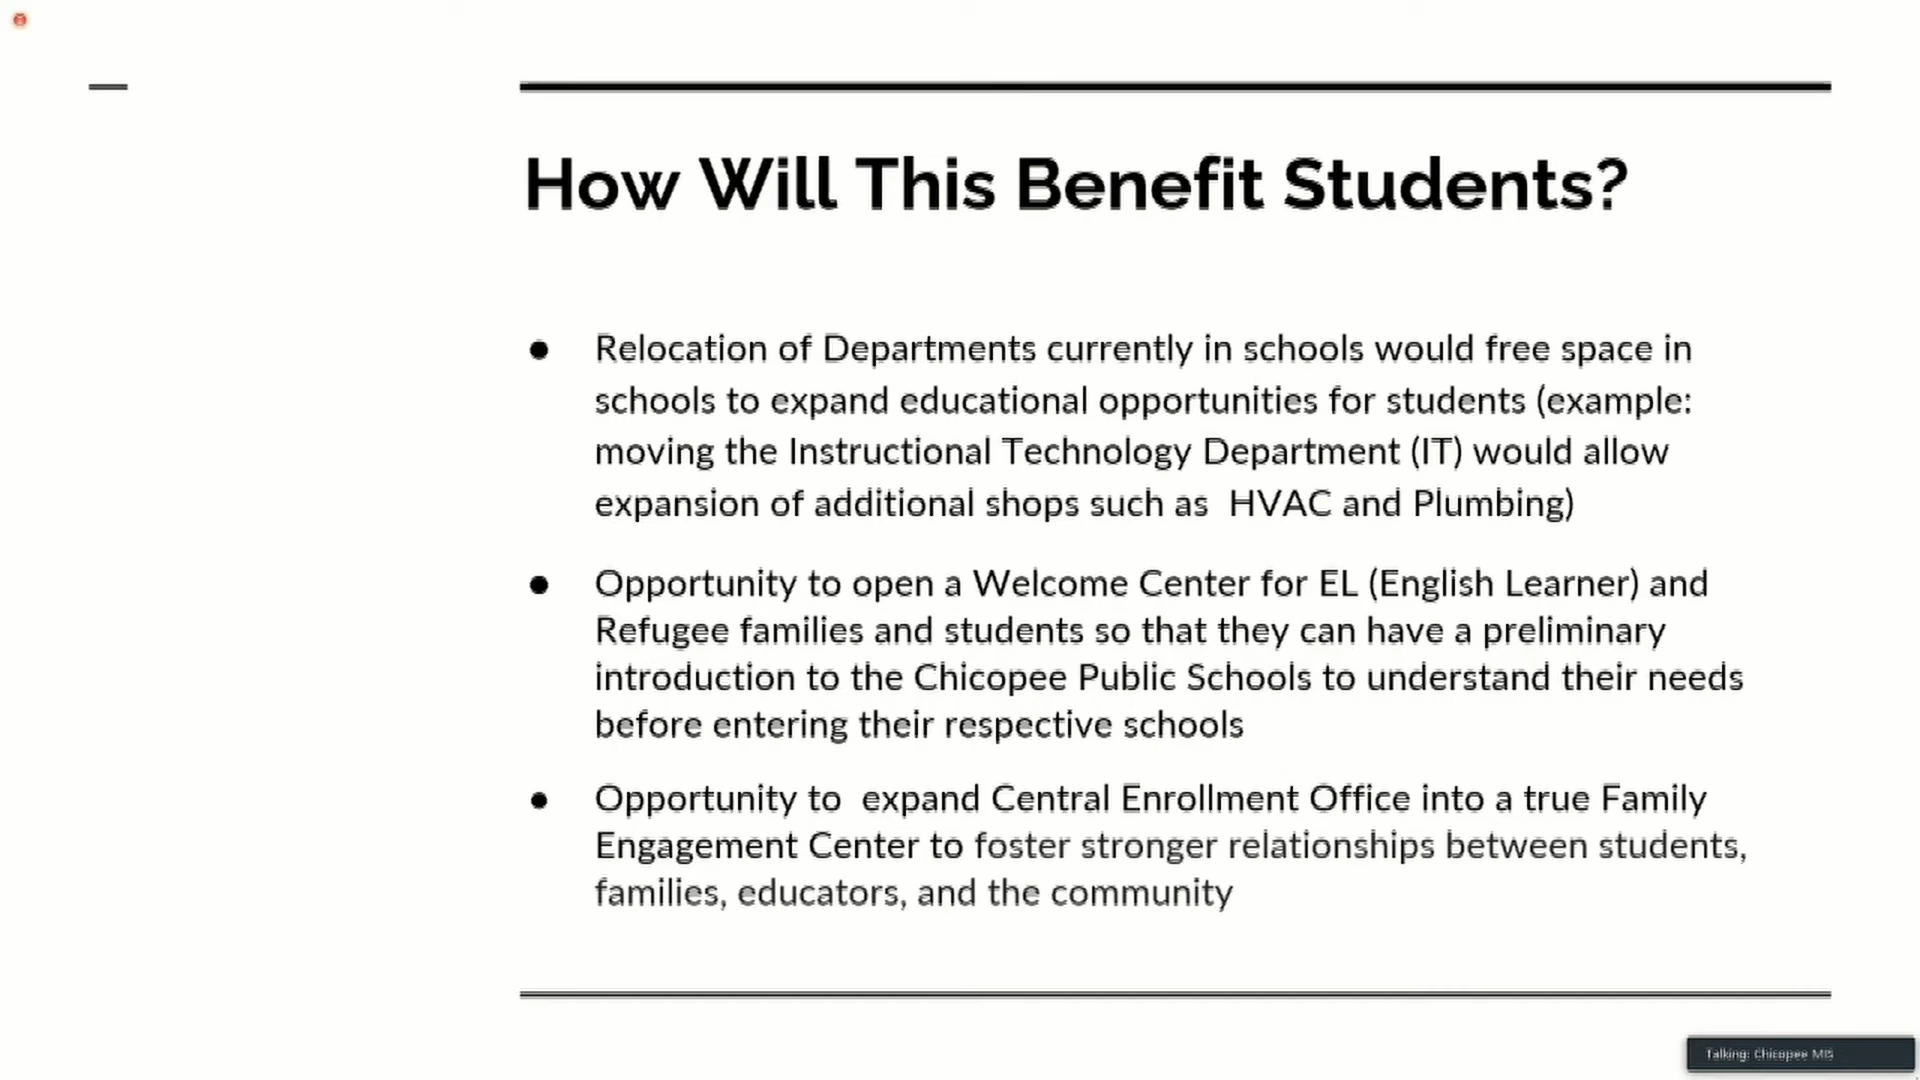 How Will This Benefit Students?
● Relocation of Departments currently in schools would free space in
schools to expand educational opportunities for students (example:
moving the Instructional Technology Department (IT) would allow
expansion of additional shops such as  HVAC and Plumbing)
● Opportunity to open a Welcome Center for EL (English Learner) and
Refugee families and students so that they can have a preliminary
introduction to the Chicopee Public Schools to understand their needs
before entering their respective schools
● Opportunity to  expand Central Enrollment Office into a true Family
Engagement Center to foster stronger relationships between students,
families, educators, and the community
Talking: Chicopee MIS